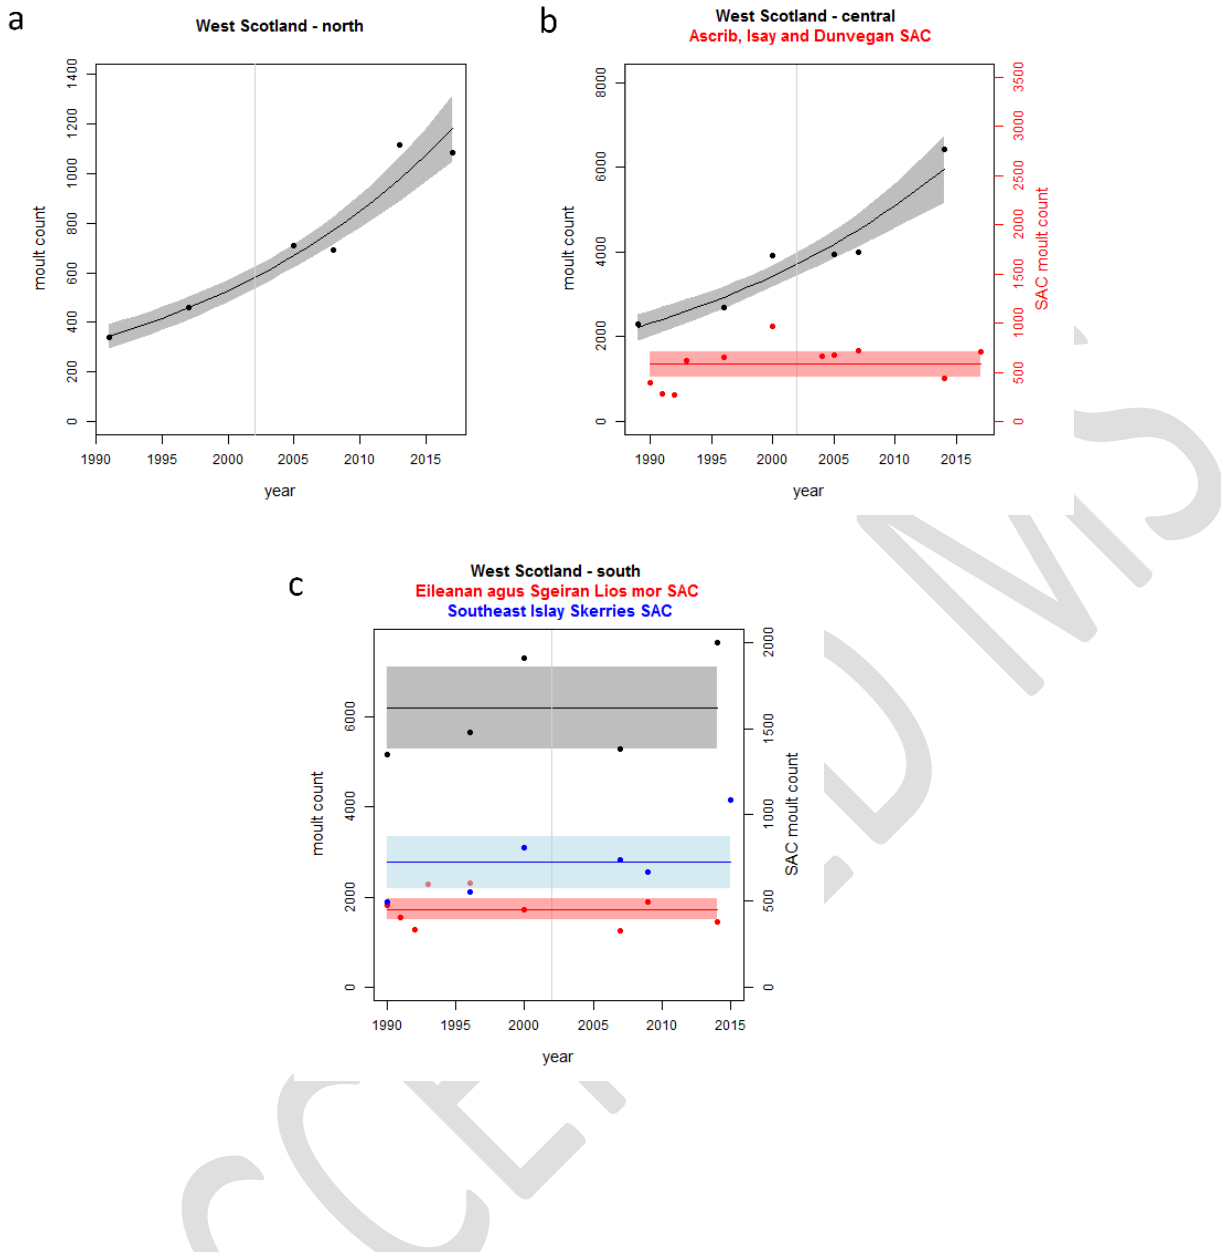 a
West Scotland - north
moult count
1400
1200
1000
800
600
400
200
0
1990 1995 2000 2005 2010 2015
year
b
West Scotland - central
Ascrib, Isay and Dunvegan SAC
moult count
8000
6000
4000
2000
0
3500
3000
2500
2000
1500
1000
500
0
SAC moult count
1990 1995 2000 2005 2010 2015
year
c
West Scotland - south
Eileanan agus Sgeiran Lios mor SAC
Southeast Islay Skerries SAC
moult count
6000
4000
2000
0
2000
1500
1000
500
0
SAC moult count
1990 1995 2000 2005 2010 2015
year